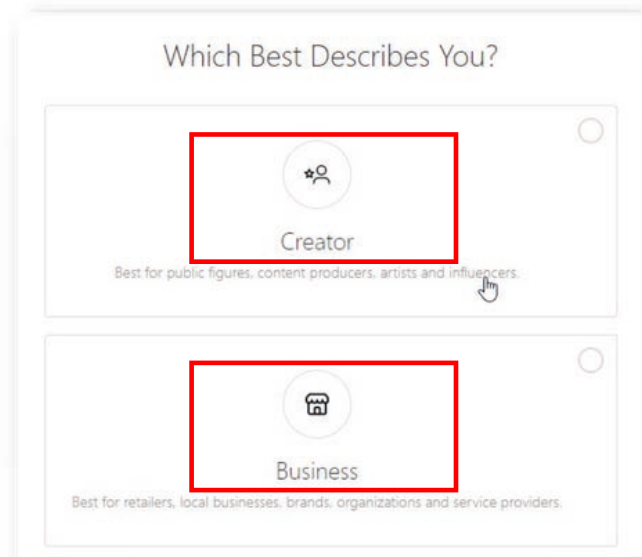 Which Best Describes You?
Creator
Best for public figures, content producers, artists and influencers.
Business
Best for retailers, local businesses, brands, organizations and service providers.